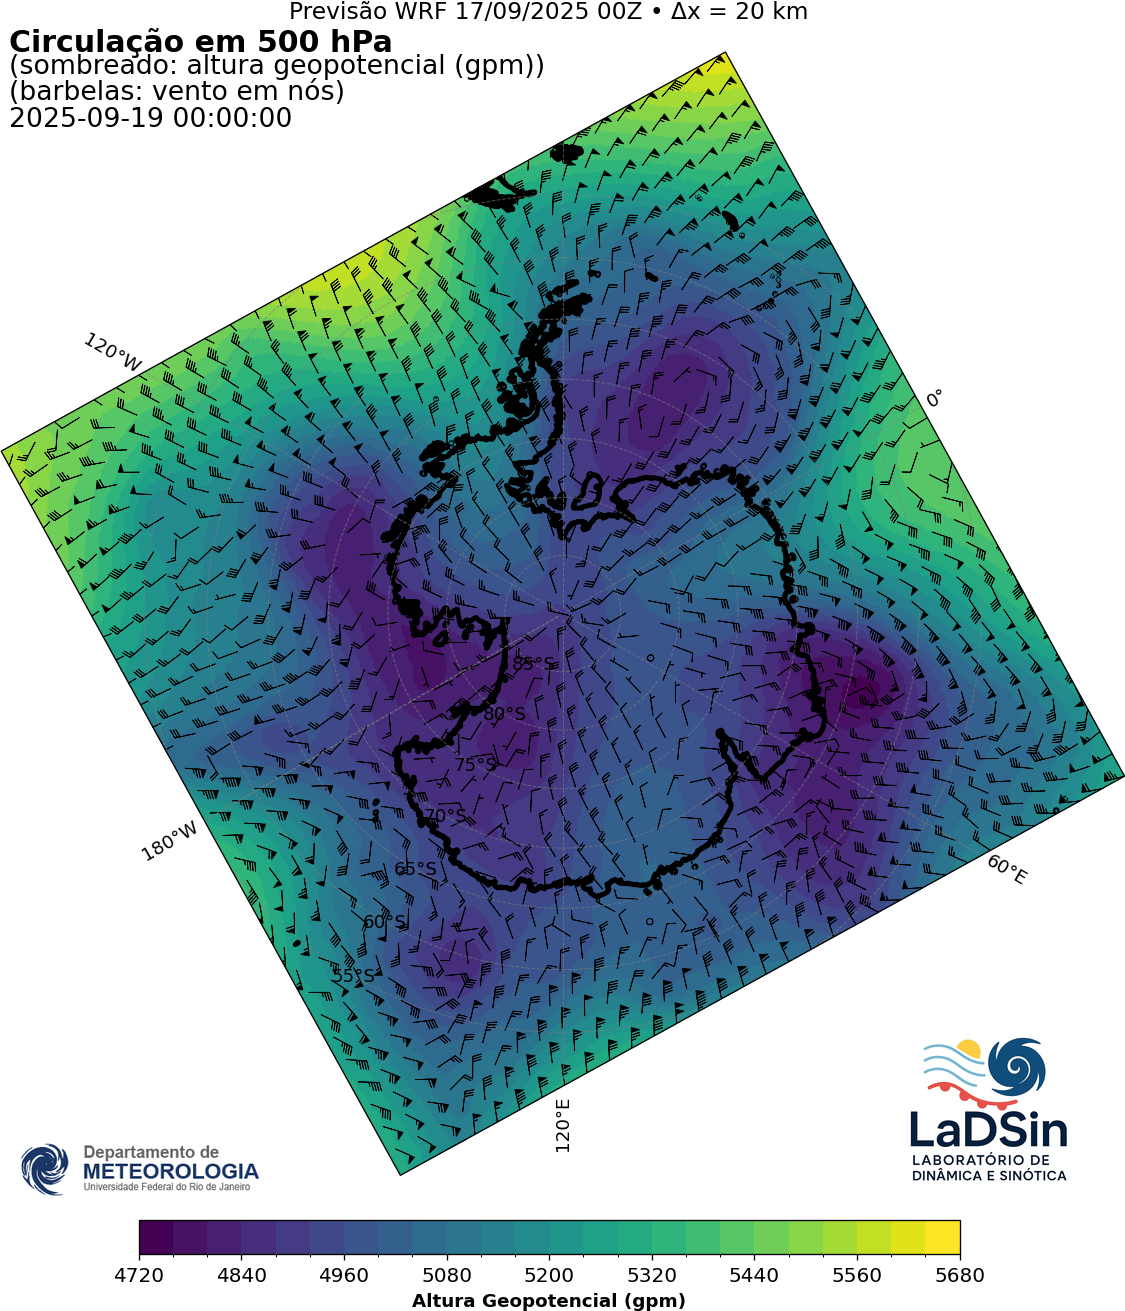 Previsão WRF 17/09/2025 00Z • Δx = 20 km
Circulação em 500 hPa
(sombreado: altura geopotencial (gpm))
(barbelas: vento em nós)
2025-09-19 00:00:00
120°W
0°
85°S
80°S
75°S
70°S
65°S
60°S
55°S
180°W
60°E
120°E
Departamento de
METEOROLOGIA
Universidade Federal do Rio de Janeiro
LaDSin
LABORATÓRIO DE
DINÂMICA E SINÓTICA
4720 4840 4960 5080 5200 5320 5440 5560 5680
Altura Geopotencial (gpm)